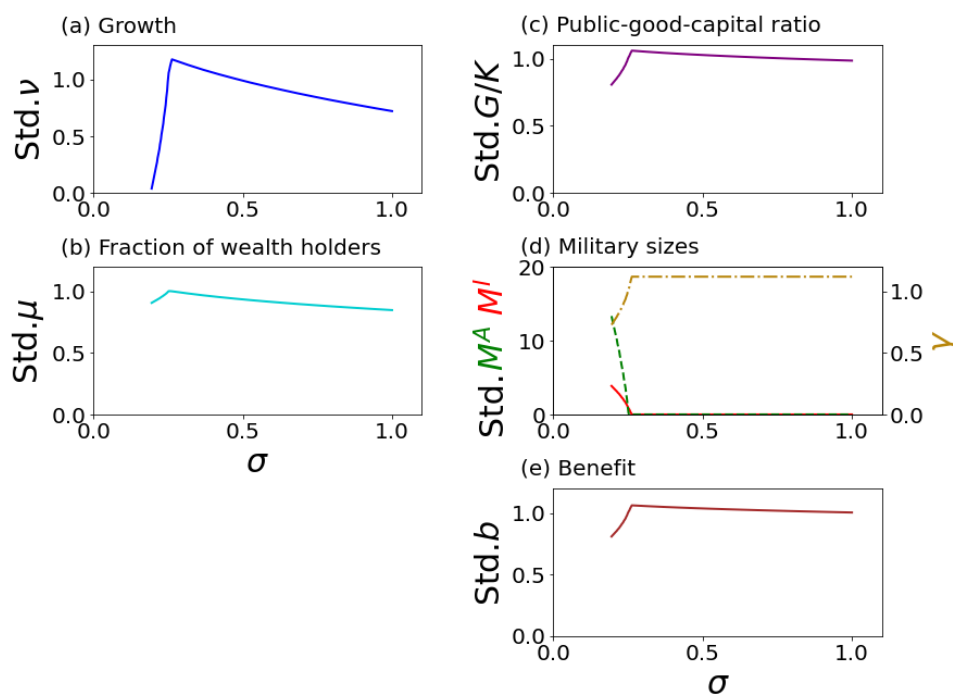 (a) Growth
Std.ν
1.0
0.5
0.0
0.0 0.5 1.0
(b) Fraction of wealth holders
Std.μ
1.0
0.5
0.0
0.0 0.5 1.0
σ
(c) Public-good-capital ratio
Std.G/K
1.0
0.5
0.0
0.0 0.5 1.0
(d) Military sizes
Std.M^A M^I
20
10
0
0.0 0.5 1.0
1.0
0.5
0.0
γ
(e) Benefit
Std.b
1.0
0.5
0.0
0.0 0.5 1.0
σ